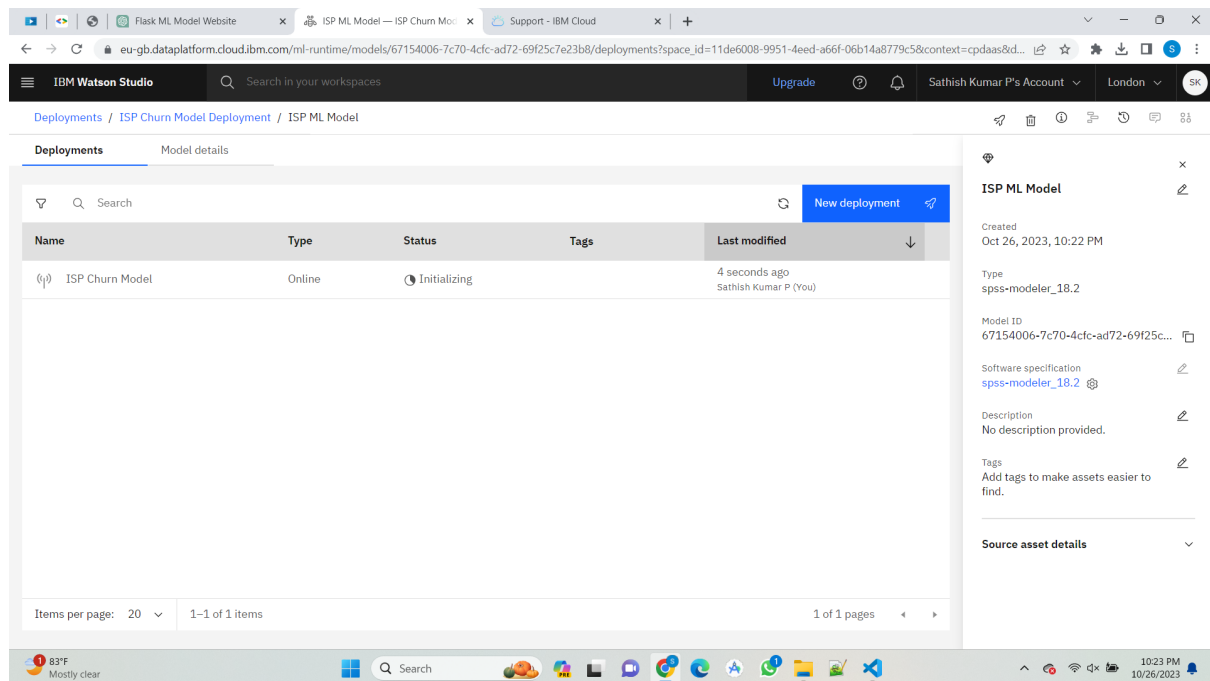 Flask ML Model Website
ISP ML Model — ISP Churn Mod
Support - IBM Cloud
eu-gb.dataplatform.cloud.ibm.com/ml-runtime/models/67154006-7c70-4cfc-ad72-69f25c7e23b8/deployments?space_id=11de6008-9951-4eed-a66f-06b14a8779c5&context=cpdaas&d...
S
IBM Watson Studio
Search in your workspaces
Upgrade
Sathish Kumar P's Account
London
SK
Deployments / ISP Churn Model Deployment / ISP ML Model
Deployments
Model details
Search
New deployment
Name
Type
Status
Tags
Last modified
ISP Churn Model
Online
Initializing
4 seconds ago
Sathish Kumar P (You)
ISP ML Model
Created
Oct 26, 2023, 10:22 PM
Type
spss-modeler_18.2
Model ID
67154006-7c70-4cfc-ad72-69f25c...
Software specification
spss-modeler_18.2
Description
No description provided.
Tags
Add tags to make assets easier to
find.
Source asset details
Items per page: 20
1–1 of 1 items
1 of 1 pages
1
83°F
Mostly clear
Search
PRE
1
10:23 PM
10/26/2023